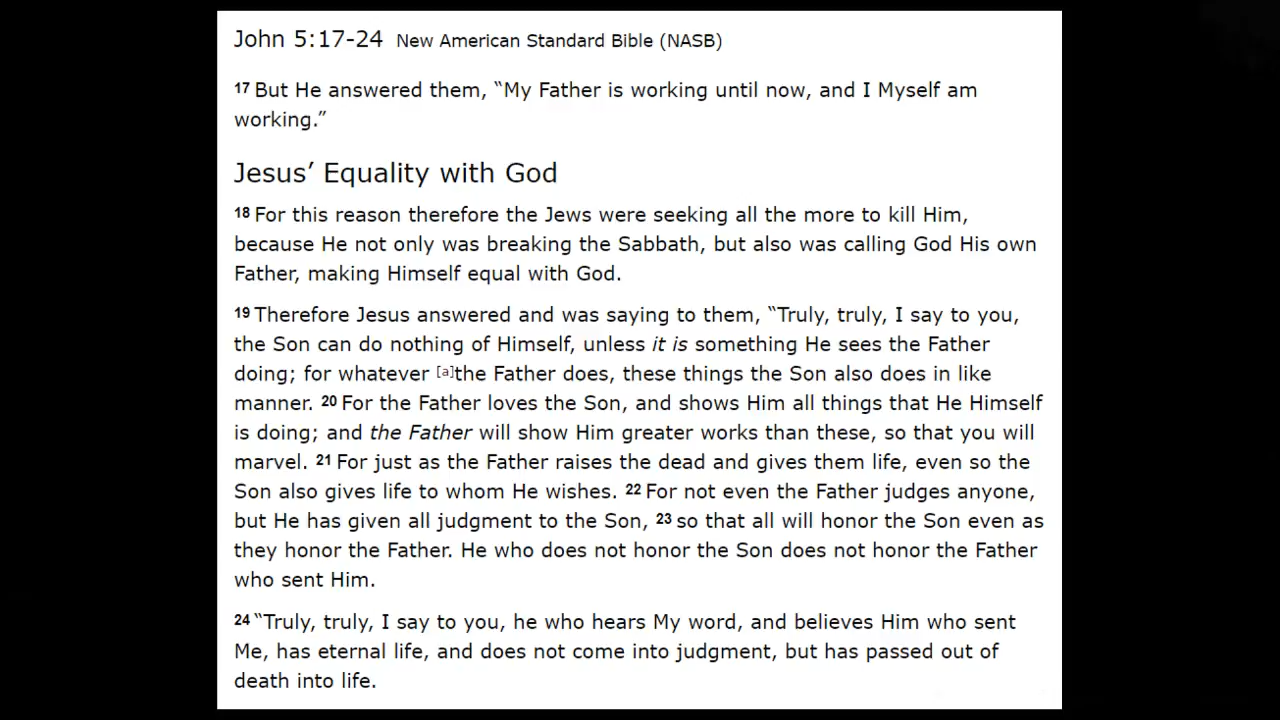 John 5:17-24 New American Standard Bible (NASB)
17 But He answered them, “My Father is working until now, and I Myself am
working.”
Jesus’ Equality with God
18 For this reason therefore the Jews were seeking all the more to kill Him,
because He not only was breaking the Sabbath, but also was calling God His own
Father, making Himself equal with God.
19 Therefore Jesus answered and was saying to them, “Truly, truly, I say to you,
the Son can do nothing of Himself, unless it is something He sees the Father
doing; for whatever [a]the Father does, these things the Son also does in like
manner. 20 For the Father loves the Son, and shows Him all things that He Himself
is doing; and the Father will show Him greater works than these, so that you will
marvel. 21 For just as the Father raises the dead and gives them life, even so the
Son also gives life to whom He wishes. 22 For not even the Father judges anyone,
but He has given all judgment to the Son, 23 so that all will honor the Son even as
they honor the Father. He who does not honor the Son does not honor the Father
who sent Him.
24 “Truly, truly, I say to you, he who hears My word, and believes Him who sent
Me, has eternal life, and does not come into judgment, but has passed out of
death into life.